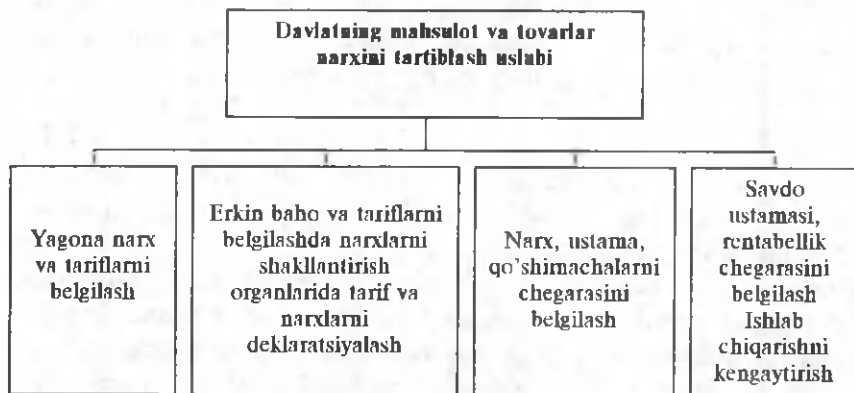 Davlatning mahsulot va tovarlar
narxini tartiblash uslubi
Yagona narx
va tariflarni
belgilash
Erkin baho va tariflarni
belgilashda narxlarni
shakllantirish
organlarida tarif va
narxlarni
deklaratsiyalash
Narx, ustama,
qo'shimachalarni
chegarasini
belgilash
Savdo
ustamasi,
rentabellik
chegarasini
belgilash
Ishlab
chiqarishni
kengaytirish